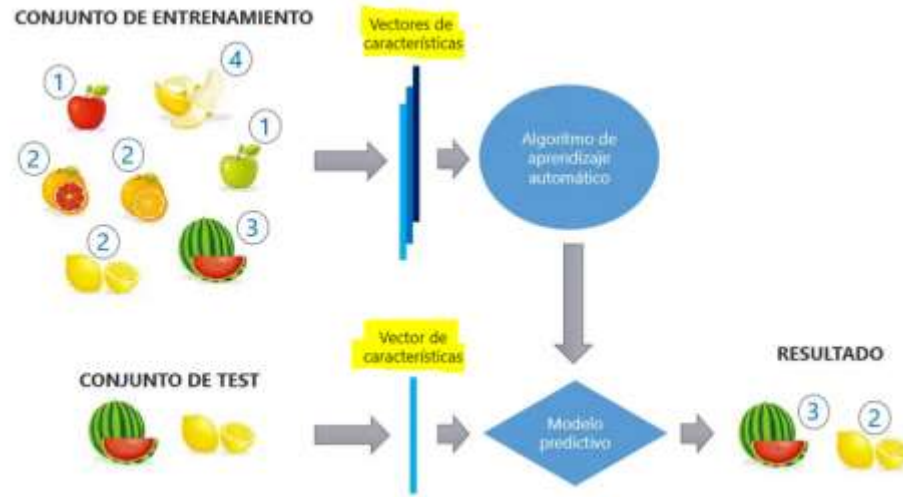 CONJUNTO DE ENTRENAMIENTO
Vectores de
características
4
1
1
2
2
2
3
Algoritmo de
aprendizaje
automático
Vector de
características
CONJUNTO DE TEST
Modelo
predictivo
RESULTADO
3
2